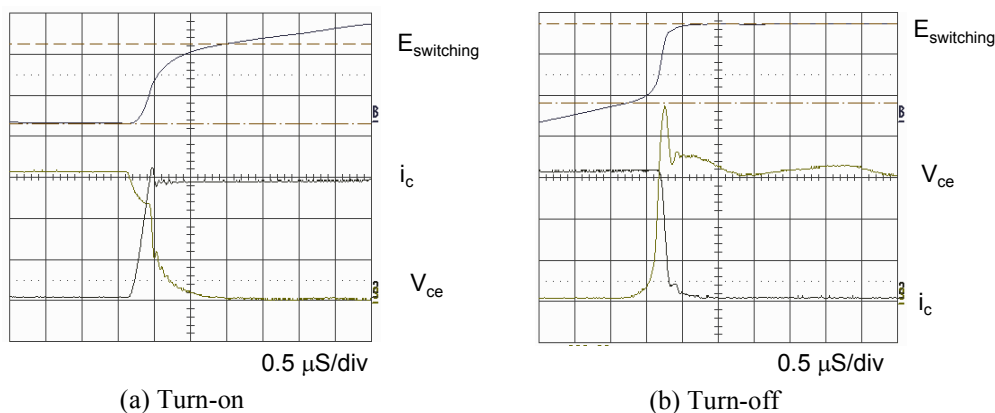 E_switching
i_c
V_ce
0.5 μS/div
(a) Turn-on
E_switching
V_ce
i_c
0.5 μS/div
(b) Turn-off